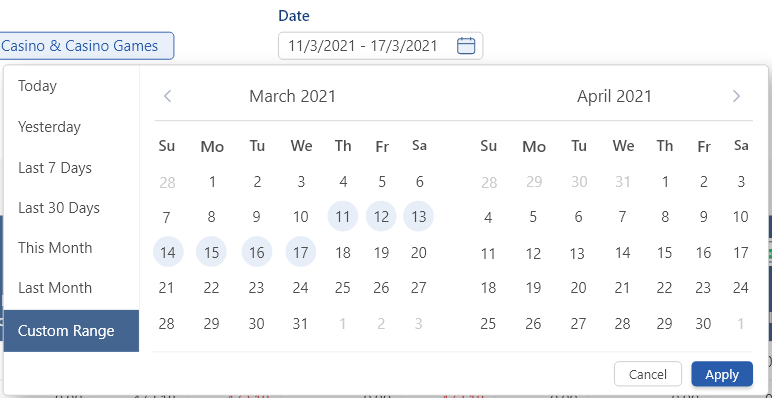 Date
Casino & Casino Games
11/3/2021 - 17/3/2021
Today
Yesterday
Last 7 Days
Last 30 Days
This Month
Last Month
Custom Range
March 2021
Su Mo Tu We Th Fr Sa
28 1 2 3 4 5 6
7 8 9 10 11 12 13
14 15 16 17 18 19 20
21 22 23 24 25 26 27
28 29 30 31 1 2 3
April 2021
Su Mo Tu We Th Fr Sa
28 29 30 31 1 2 3
4 5 6 7 8 9 10
11 12 13 14 15 16 17
18 19 20 21 22 23 24
25 26 27 28 29 30 1
Cancel
Apply